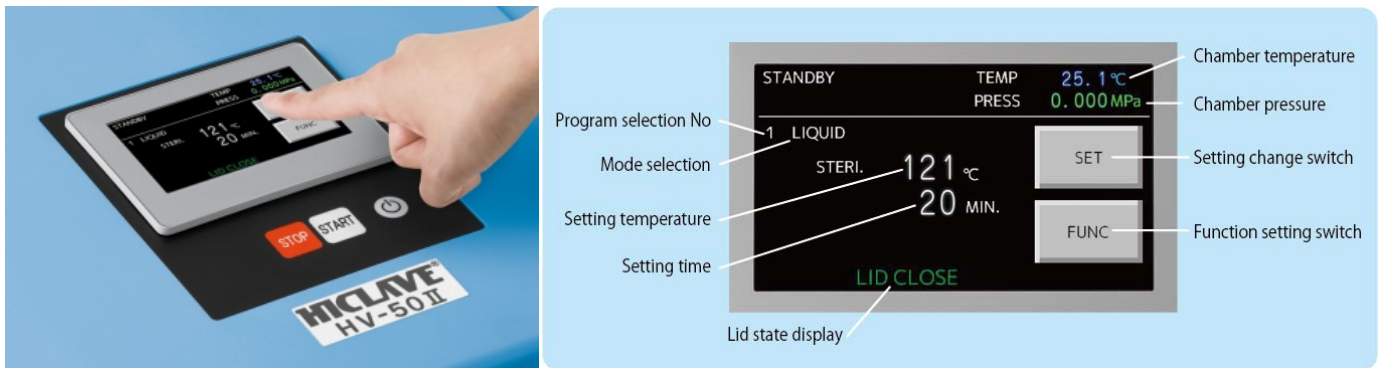 STANDBY
TEMP 25.1℃
PRESS 0.000MPa
1 LIQUID
STERI. 121 ℃
20 MIN.
FUNC
LID CLOSE
STOP START
HICLAVE®
HV-50 II
STANDBY TEMP 25.1℃
PRESS 0.000MPa
1 LIQUID
STERI. 121 ℃
20 MIN.
SET
FUNC
LID CLOSE
Program selection No
Mode selection
Setting temperature
Setting time
Lid state display
Chamber temperature
Chamber pressure
Setting change switch
Function setting switch